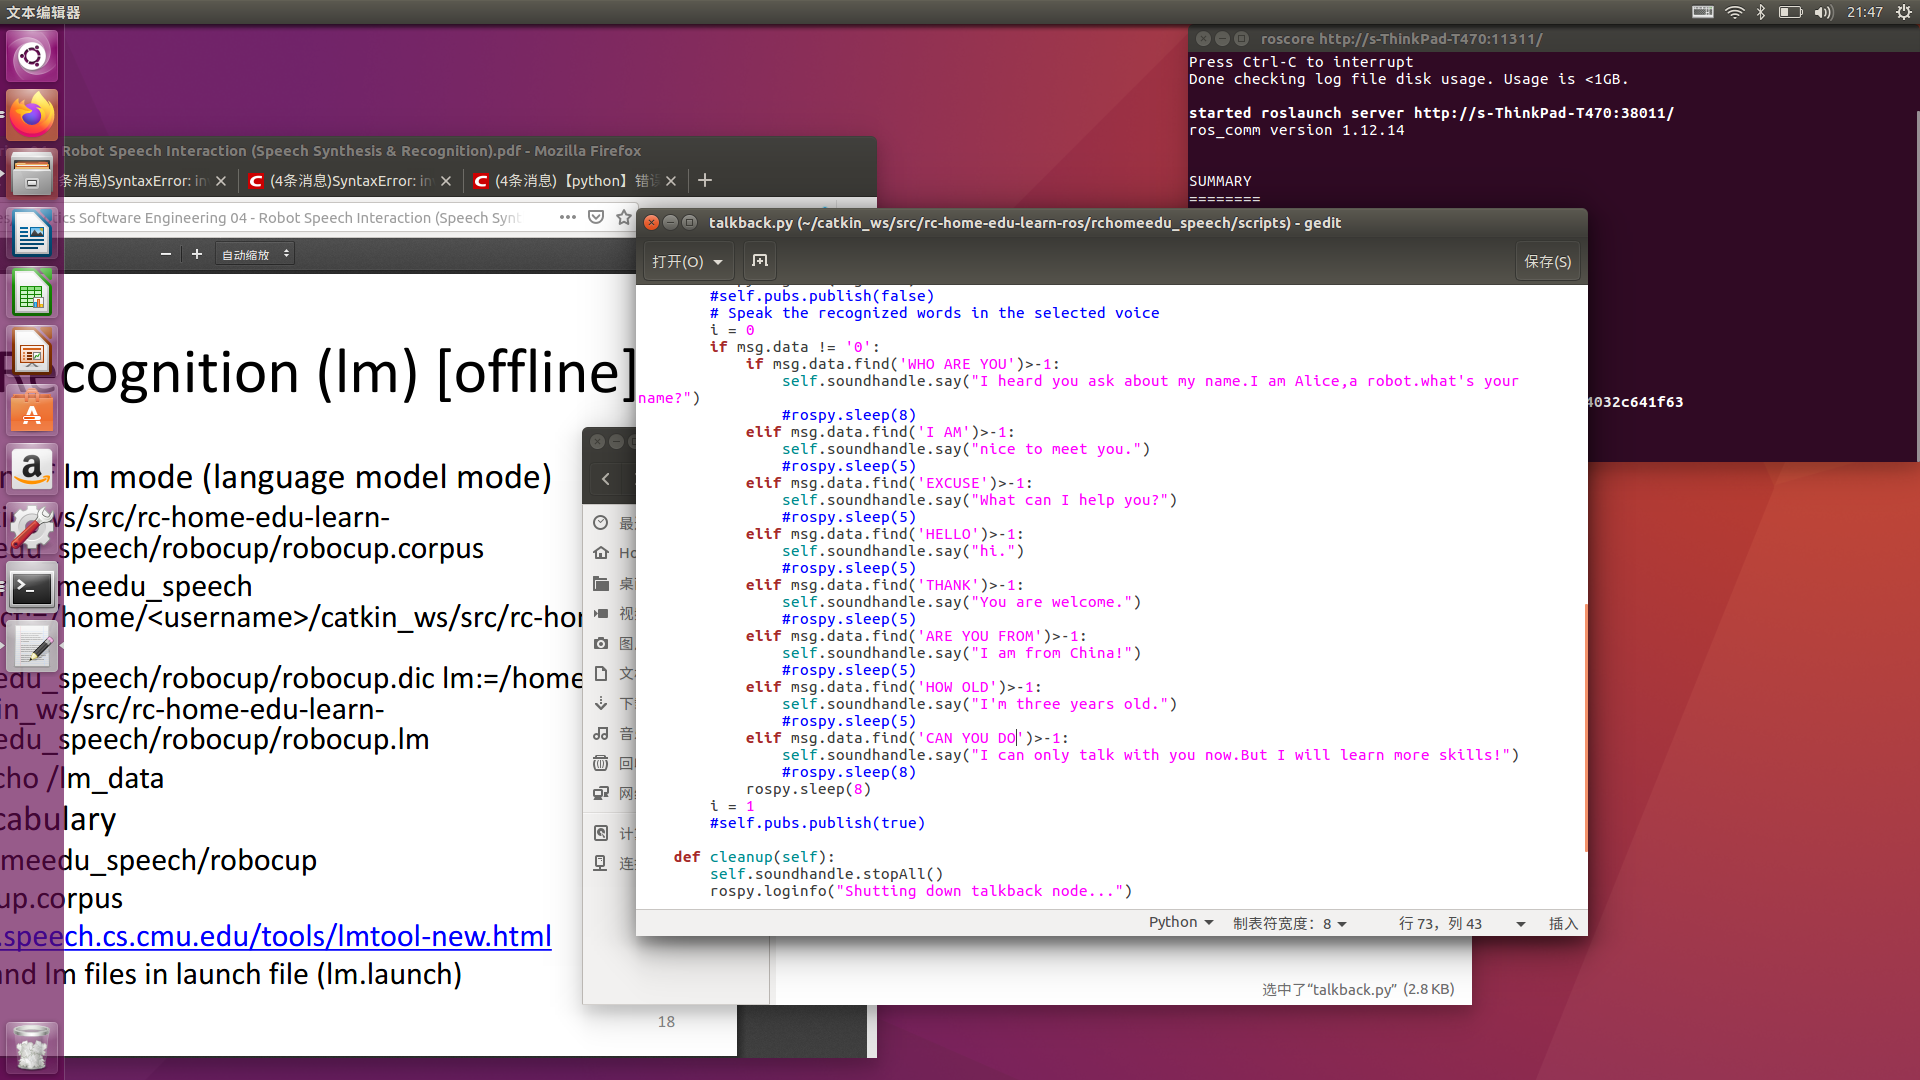 文本编辑器
21:47
roscore http://s-ThinkPad-T470:11311/
Press Ctrl-C to interrupt
Done checking log file disk usage. Usage is <1GB.
started roslaunch server http://s-ThinkPad-T470:38011/
ros_comm version 1.12.14
SUMMARY
========
4032c641f63
Robot Speech Interaction (Speech Synthesis & Recognition).pdf - Mozilla Firefox
条消息)SyntaxError: in
(4条消息)SyntaxError: in
(4条消息)【python】错误
tics Software Engineering 04 - Robot Speech Interaction (Speech Synt
自动缩放
Recognition (lm) [offline]
lm mode (language model mode)
kin_ws/src/rc-home-edu-learn-
edu_speech/robocup/robocup.corpus
meedu_speech
ct:=/home/<username>/catkin_ws/src/rc-hor
edu_speech/robocup/robocup.dic lm:=/home
in_ws/src/rc-home-edu-learn-
edu_speech/robocup/robocup.lm
cho /lm_data
cabulary
meedu_speech/robocup
up.corpus
.speech.cs.cmu.edu/tools/lmtool-new.html
and lm files in launch file (lm.launch)
18
talkback.py (~/catkin_ws/src/rc-home-edu-learn-ros/rchomeedu_speech/scripts) - gedit
打开(O)
保存(S)
#self.pubs.publish(false)
# Speak the recognized words in the selected voice
i = 0
if msg.data != '0':
if msg.data.find('WHO ARE YOU')>-1:
self.soundhandle.say("I heard you ask about my name.I am Alice,a robot.what's your
name?")
#rospy.sleep(8)
elif msg.data.find('I AM')>-1:
self.soundhandle.say("nice to meet you.")
#rospy.sleep(5)
elif msg.data.find('EXCUSE')>-1:
self.soundhandle.say("What can I help you?")
#rospy.sleep(5)
elif msg.data.find('HELLO')>-1:
self.soundhandle.say("hi.")
#rospy.sleep(5)
elif msg.data.find('THANK')>-1:
self.soundhandle.say("You are welcome.")
#rospy.sleep(5)
elif msg.data.find('ARE YOU FROM')>-1:
self.soundhandle.say("I am from China!")
#rospy.sleep(5)
elif msg.data.find('HOW OLD')>-1:
self.soundhandle.say("I'm three years old.")
#rospy.sleep(5)
elif msg.data.find('CAN YOU DO')>-1:
self.soundhandle.say("I can only talk with you now.But I will learn more skills!")
#rospy.sleep(8)
rospy.sleep(8)
i = 1
#self.pubs.publish(true)
def cleanup(self):
self.soundhandle.stopAll()
rospy.loginfo("Shutting down talkback node...")
Python
制表符宽度：8
行 73，列 43
插入
最
Ho
桌
视
图
文
下
音
回
网
计
连
选中了“talkback.py” (2.8 KB)